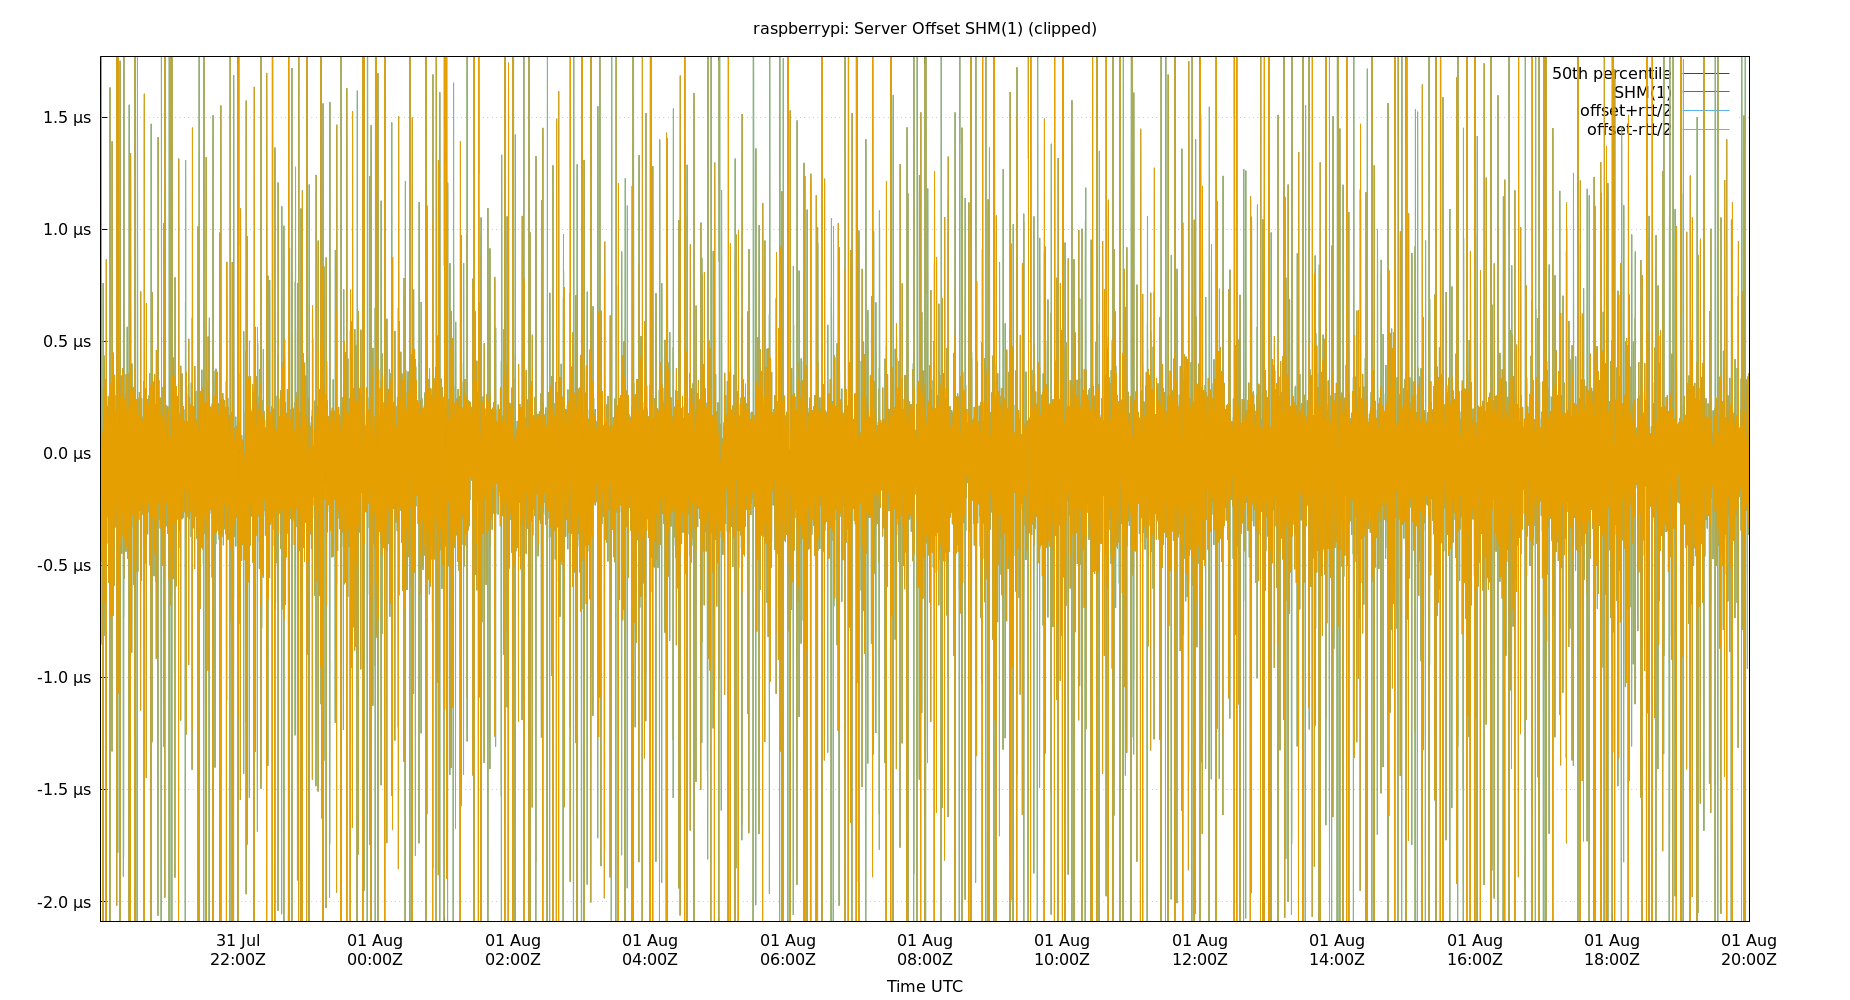 raspberrypi: Server Offset SHM(1) (clipped)
50th percentile
SHM(1)
offset+rtt/2
offset-rtt/2
1.5 µs
1.0 µs
0.5 µs
0.0 µs
-0.5 µs
-1.0 µs
-1.5 µs
-2.0 µs
31 Jul 01 Aug 01 Aug 01 Aug 01 Aug 01 Aug 01 Aug 01 Aug 01 Aug 01 Aug 01 Aug 01 Aug
22:00Z 00:00Z 02:00Z 04:00Z 06:00Z 08:00Z 10:00Z 12:00Z 14:00Z 16:00Z 18:00Z 20:00Z
Time UTC